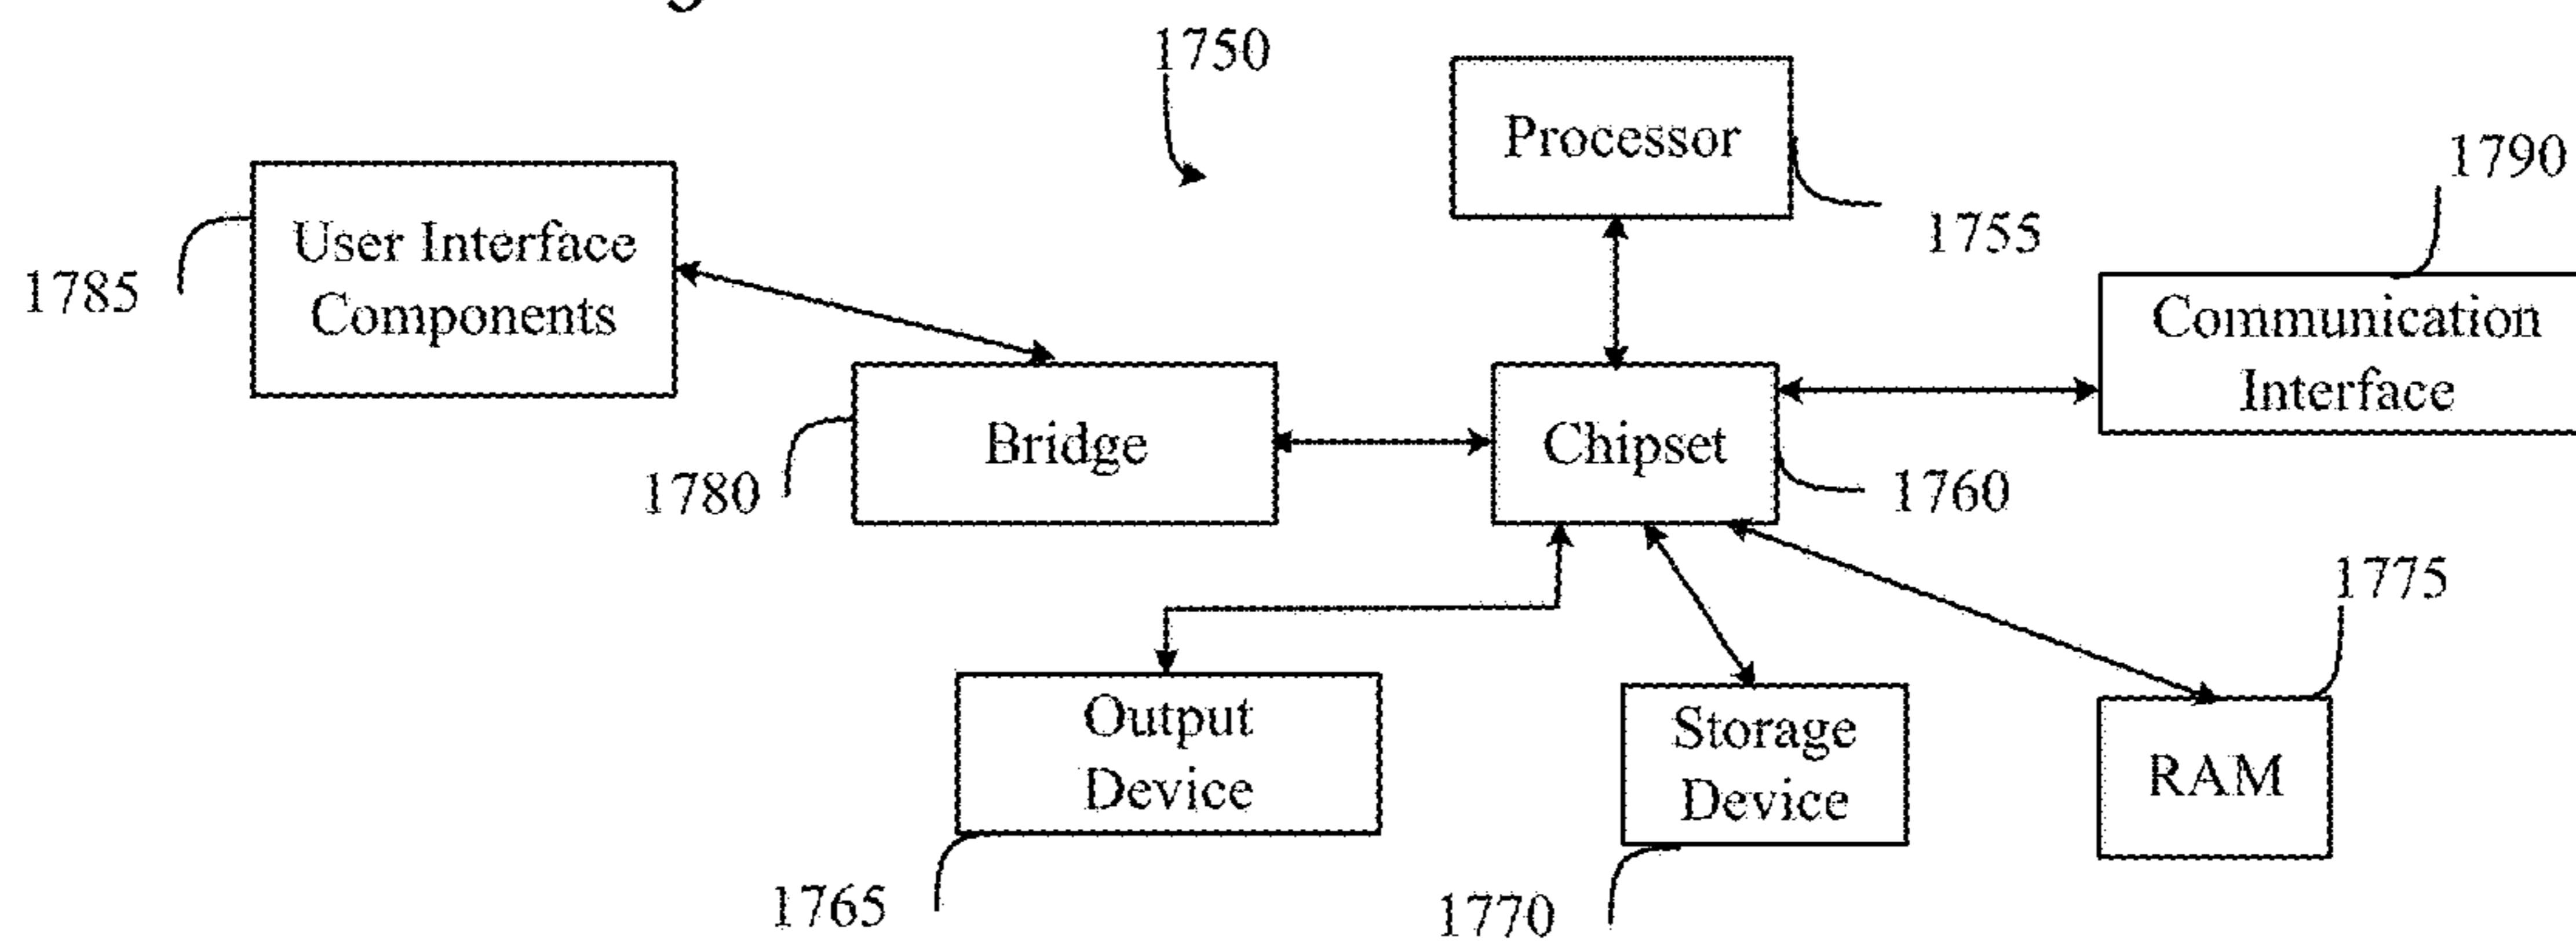 1750
Processor
1790
User Interface
Components
1755
1785
Communication
Interface
Bridge
Chipset
1780
1760
1775
Output
Device
Storage
Device
RAM
1765
1770